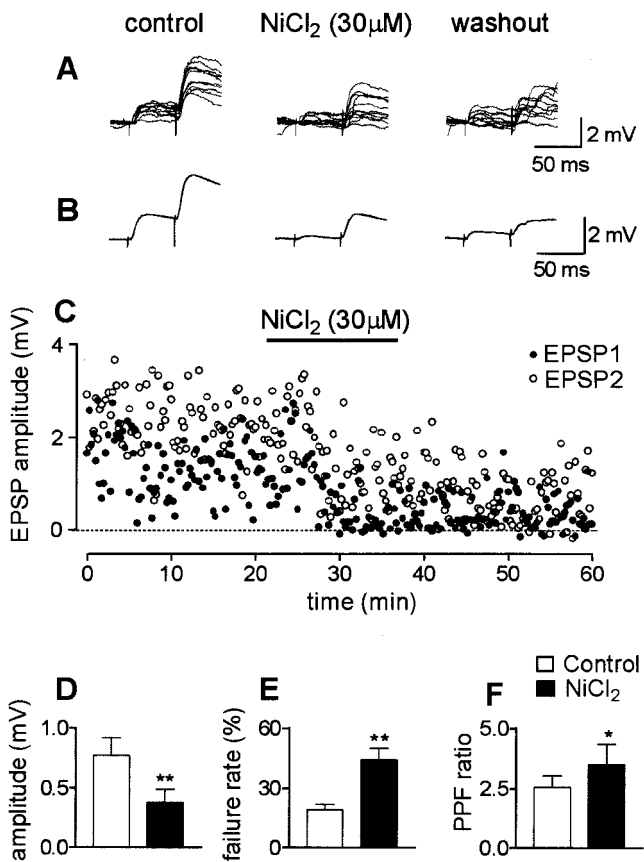 control NiCl₂ (30µM) washout
A
2 mV
50 ms
B
2 mV
50 ms
C
NiCl₂ (30µM)
EPSP1
EPSP2
EPSP amplitude (mV)
4
2
0
0 10 20 30 40 50 60
time (min)
Control
NiCl₂
D
amplitude (mV)
1.0
0.5
0.0
**
E
failure rate (%)
60
30
0
**
F
PPF ratio
5.0
2.5
0.0
*